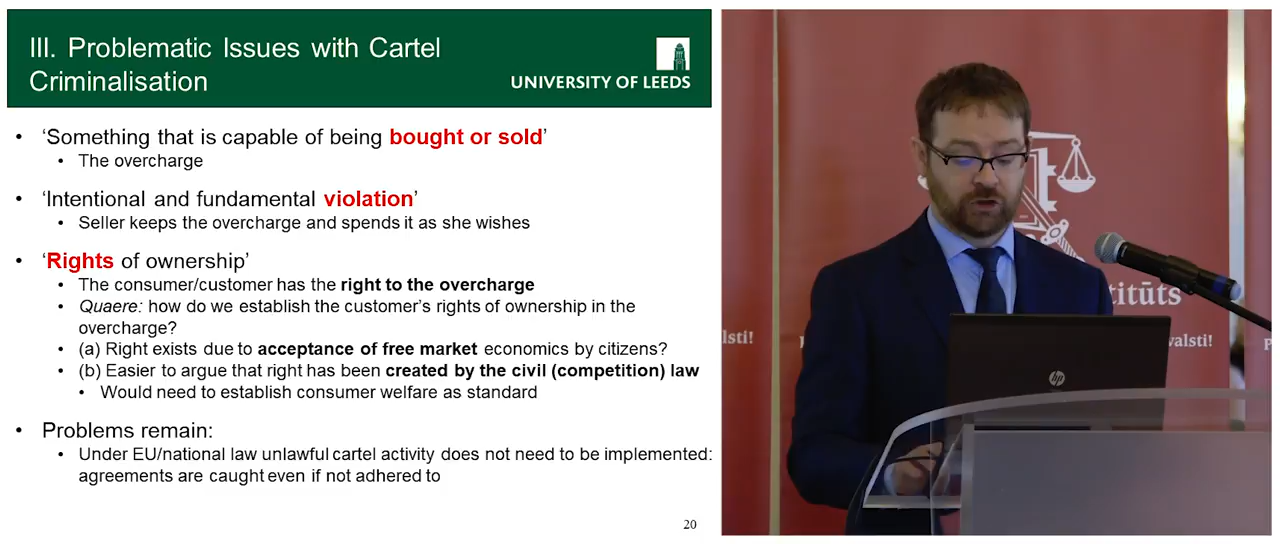 III. Problematic Issues with Cartel
Criminalisation
UNIVERSITY OF LEEDS
• ‘Something that is capable of being bought or sold’
• The overcharge
• ‘Intentional and fundamental violation’
• Seller keeps the overcharge and spends it as she wishes
• ‘Rights of ownership’
• The consumer/customer has the right to the overcharge
• Quaere: how do we establish the customer’s rights of ownership in the
overcharge?
• (a) Right exists due to acceptance of free market economics by citizens?
• (b) Easier to argue that right has been created by the civil (competition) law
• Would need to establish consumer welfare as standard
• Problems remain:
• Under EU/national law unlawful cartel activity does not need to be implemented:
agreements are caught even if not adhered to
20
titūts
lsti!
valsti!
hp